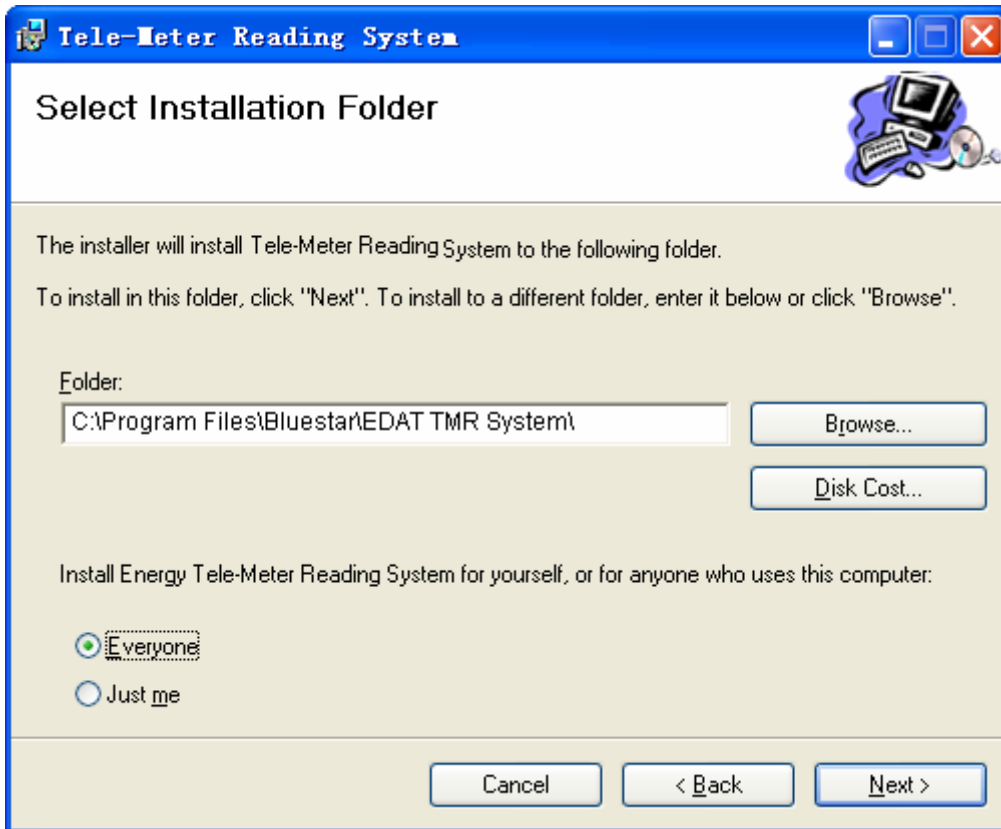 Tele-Meter Reading System
Select Installation Folder
The installer will install Tele-Meter Reading System to the following folder.
To install in this folder, click "Next". To install to a different folder, enter it below or click "Browse".
Folder:
C:\Program Files\Bluestar\EDAT TMR System\
Browse...
Disk Cost...
Install Energy Tele-Meter Reading System for yourself, or for anyone who uses this computer:
Everyone
Just me
Cancel
< Back
Next >